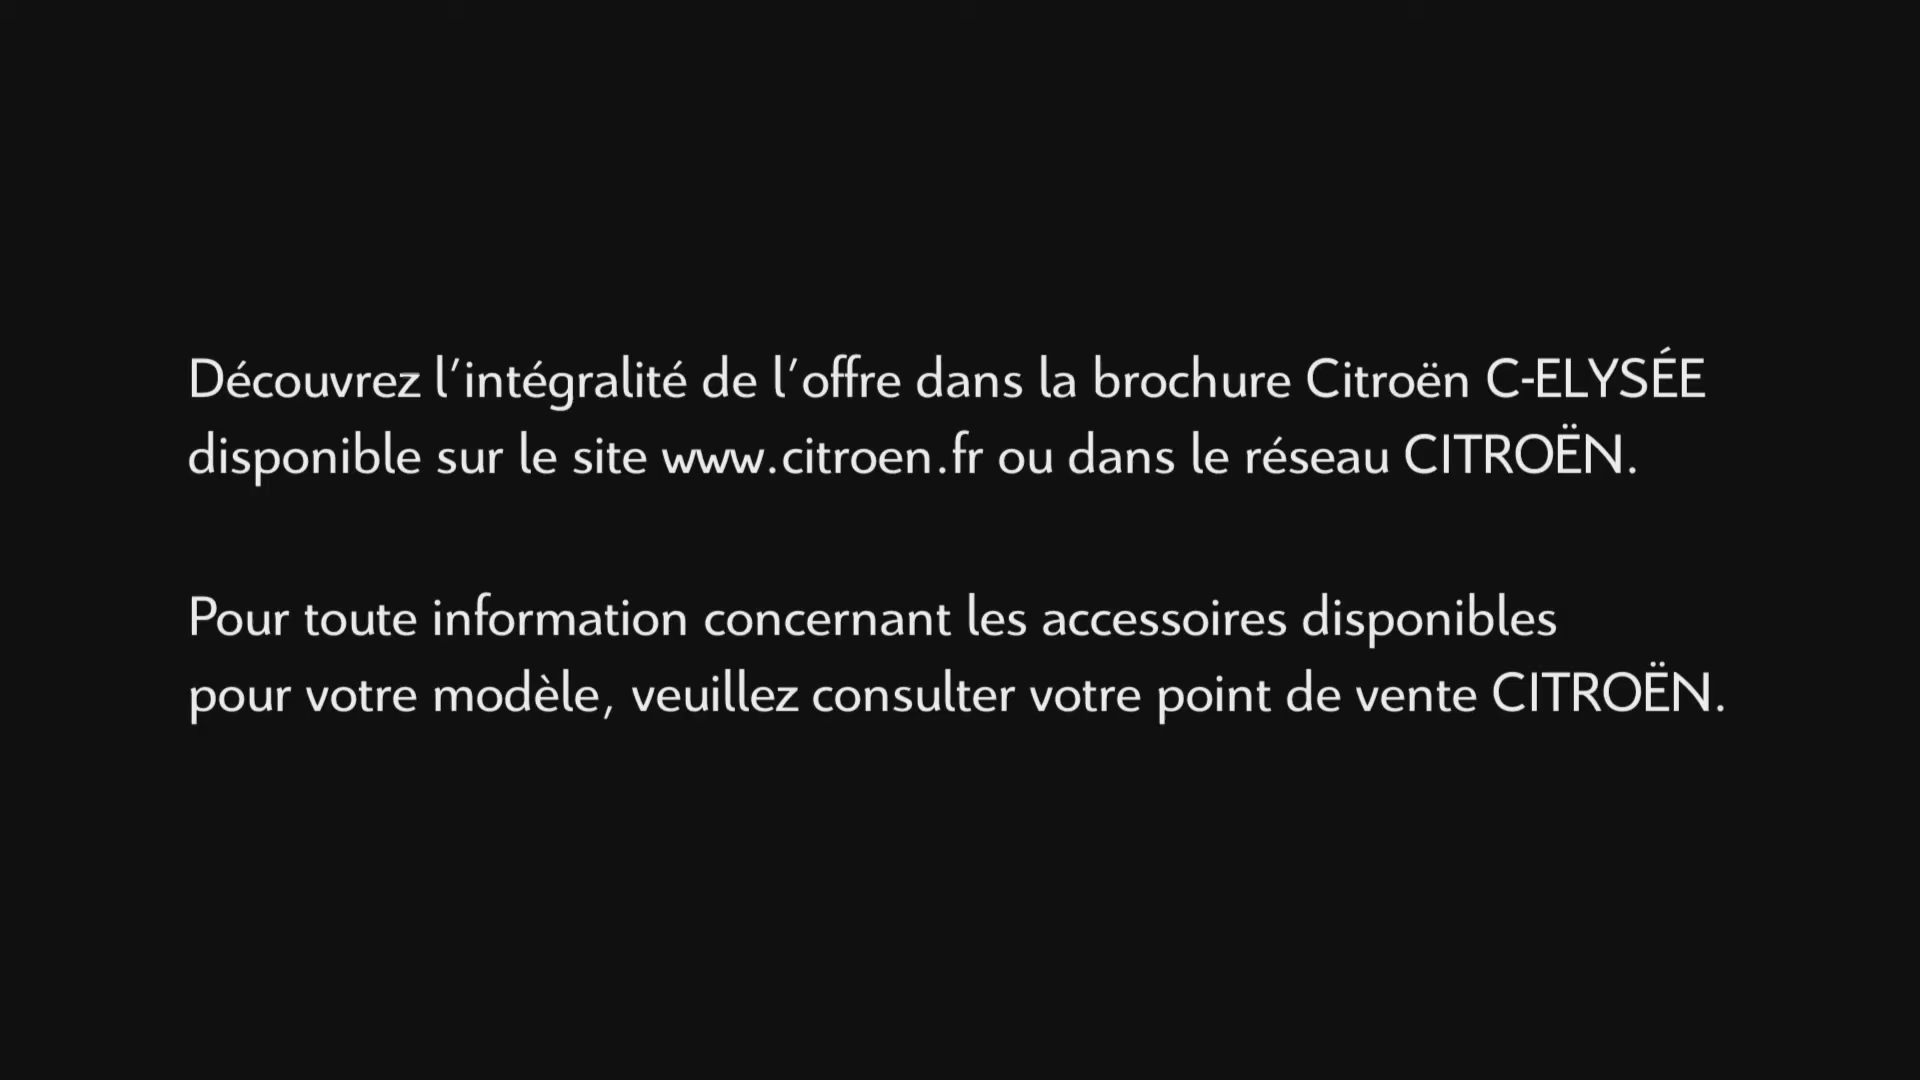 Découvrez l'intégralité de l'offre dans la brochure Citroën C-ELYSÉE
disponible sur le site www.citroen.fr ou dans le réseau CITROËN.
Pour toute information concernant les accessoires disponibles
pour votre modèle, veuillez consulter votre point de vente CITROËN.